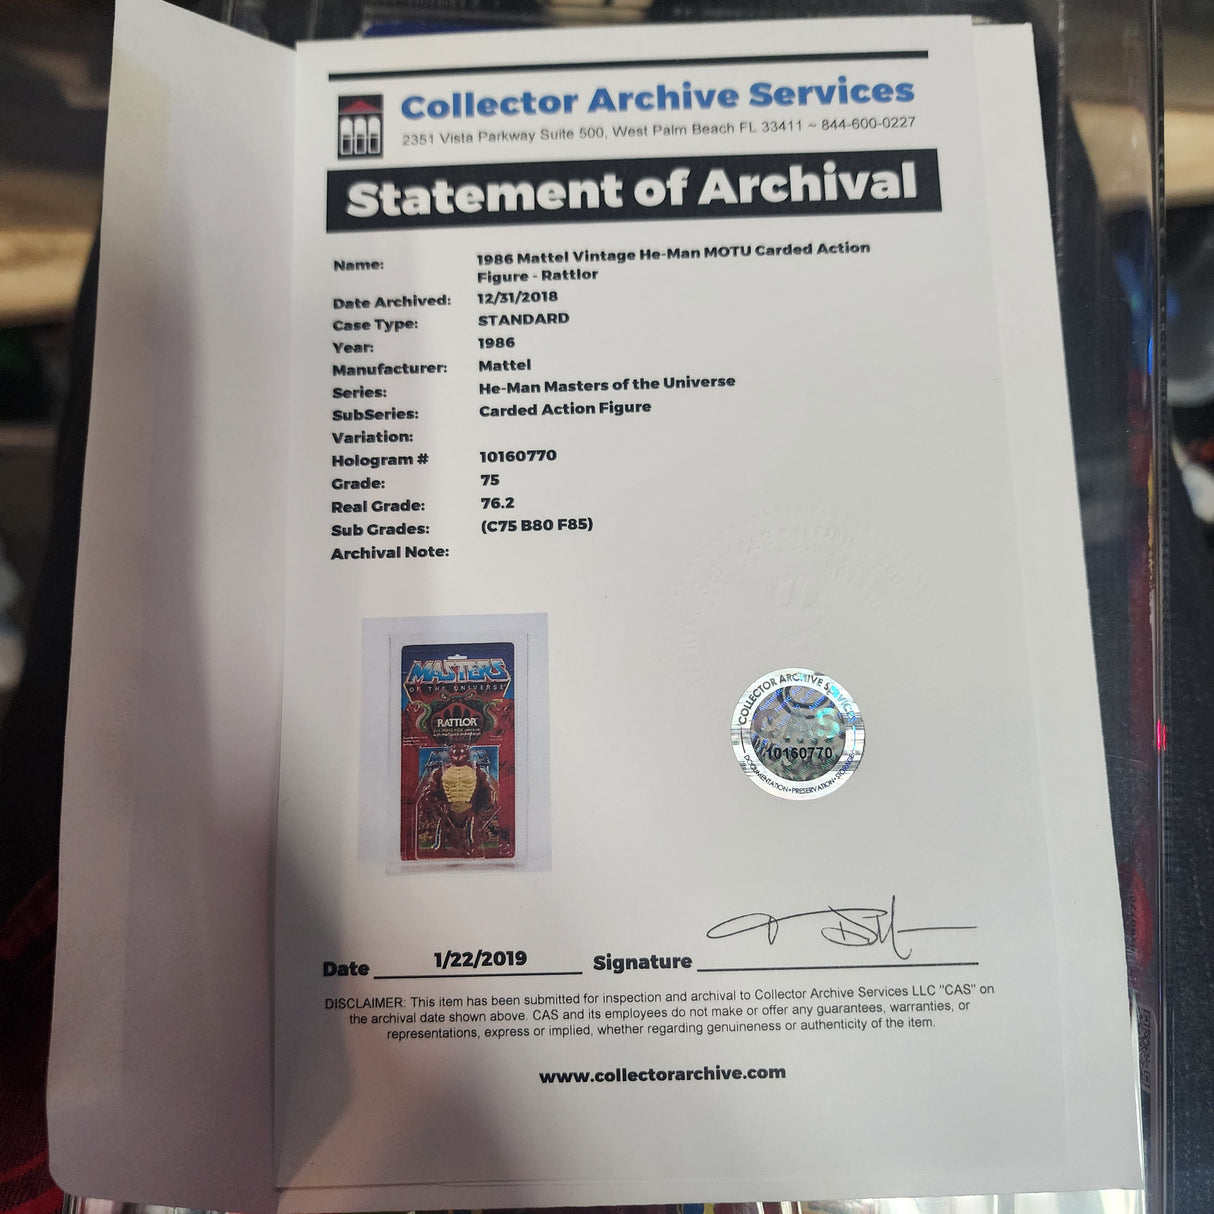 Collector Archive Services
2351 Vista Parkway Suite 500, West Palm Beach FL 33411 ~ 844-600-0227
Statement of Archival
Name: 1986 Mattel Vintage He-Man MOTU Carded Action
Figure - Rattlor
Date Archived: 12/31/2018
Case Type: STANDARD
Year: 1986
Manufacturer: Mattel
Series: He-Man Masters of the Universe
SubSeries: Carded Action Figure
Variation:
Hologram # 10160770
Grade: 75
Real Grade: 76.2
Sub Grades: (C75 B80 F85)
Archival Note:
MASTERS
OF THE UNIVERSE
RATTLOR
COLLECTOR ARCHIVE SERVICES
CAS
10160770
DOCUMENTATION • PRESERVATION • STORAGE
Date 1/22/2019 Signature
DISCLAIMER: This item has been submitted for inspection and archival to Collector Archive Services LLC "CAS" on
the archival date shown above. CAS and its employees do not make or offer any guarantees, warranties, or
representations, express or implied, whether regarding genuineness or authenticity of the item.
www.collectorarchive.com